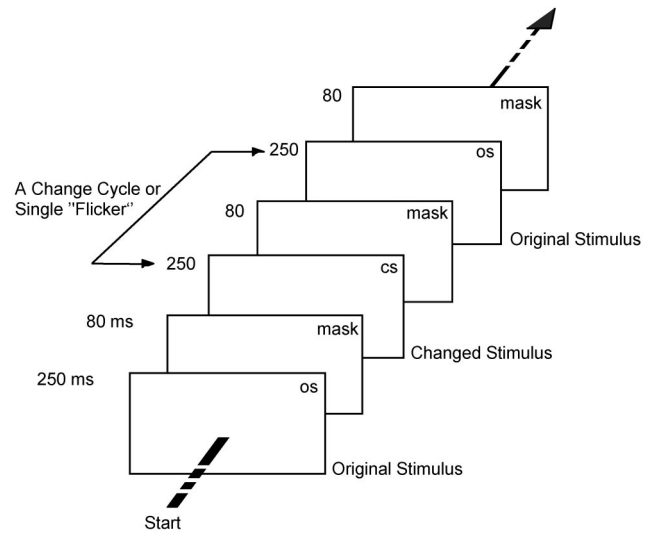 80
mask
250
os
A Change Cycle or
Single "Flicker“
80
mask
Original Stimulus
250
cs
80 ms
mask
Changed Stimulus
250 ms
os
Original Stimulus
Start